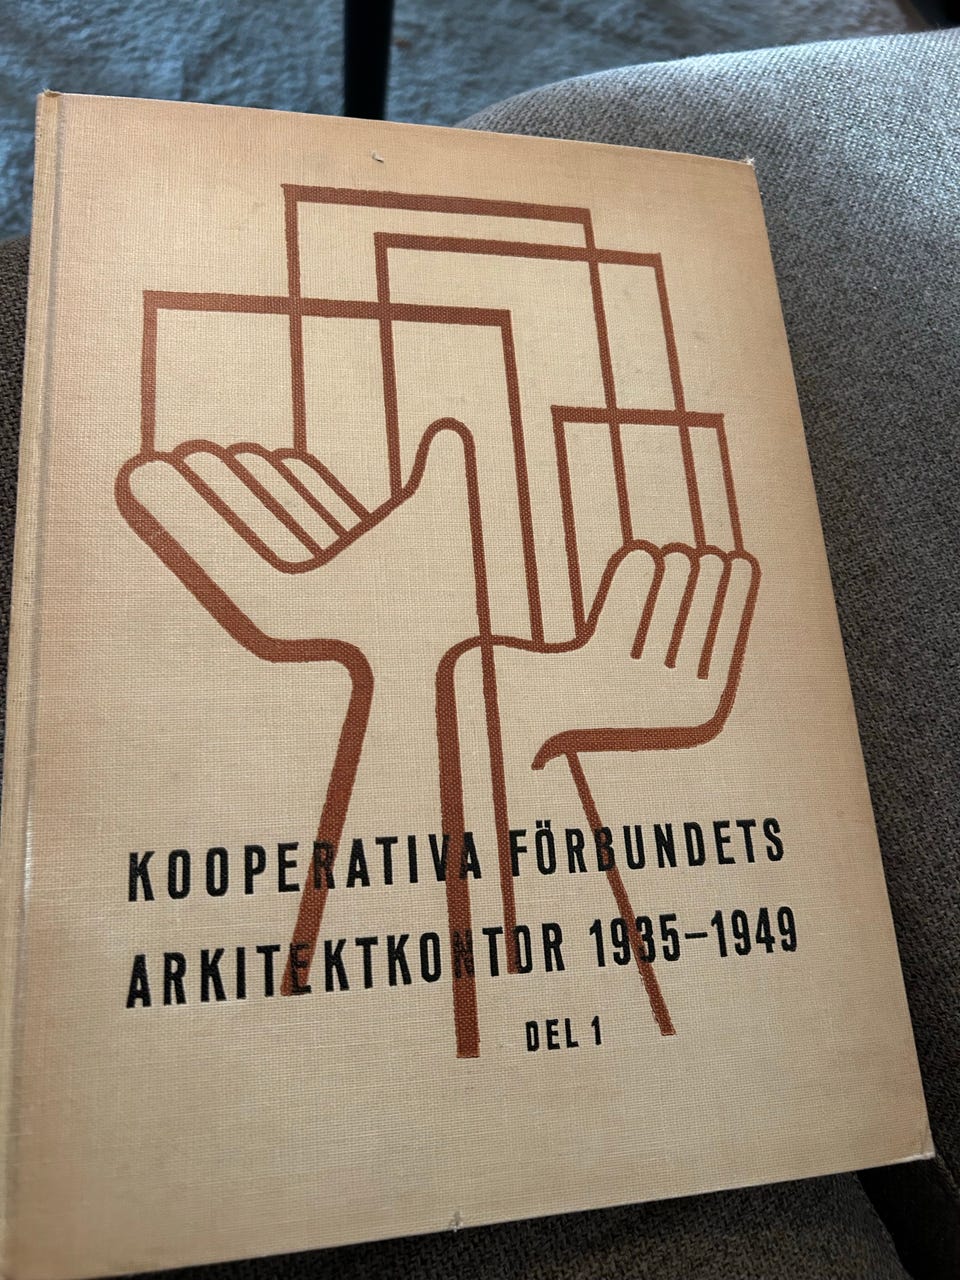 KOOPERATIVA FÖRBUNDETS
ARKITEKTKONTOR 1935-1949
DEL 1